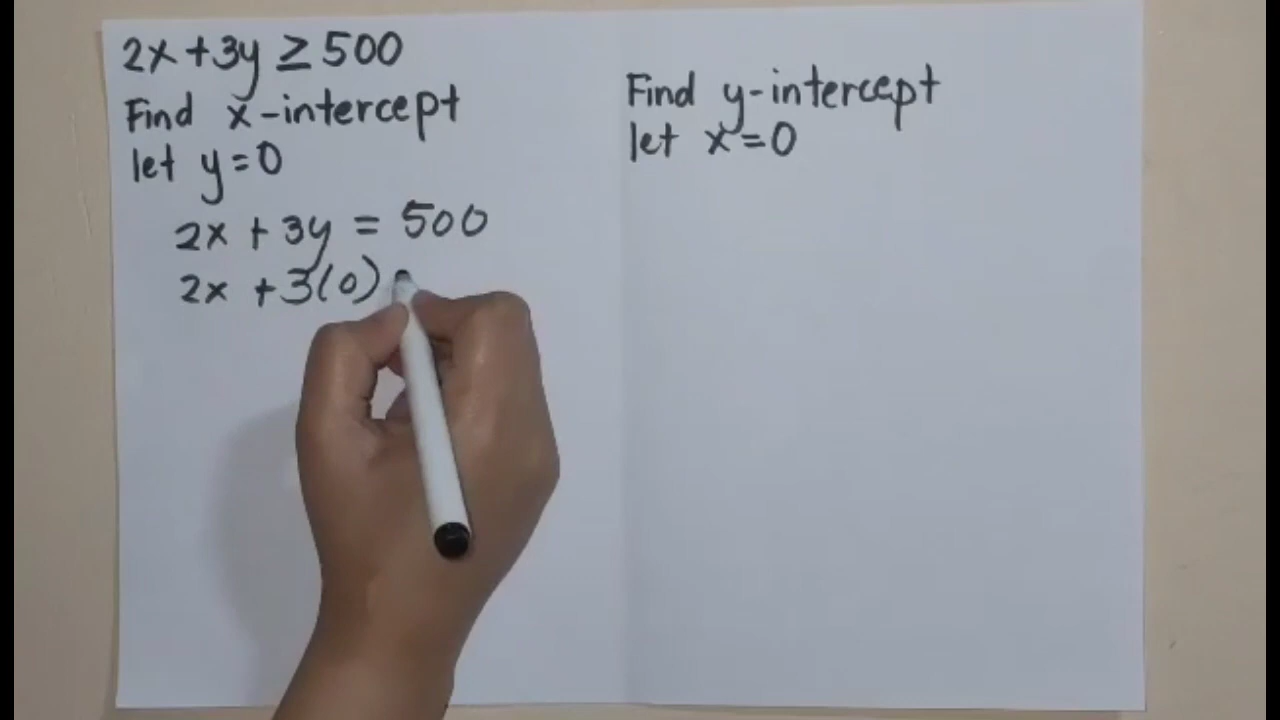 2x + 3y ≥ 500
Find x-intercept
let y = 0
2x + 3y = 500
2x + 3(0)
Find y-intercept
let x = 0